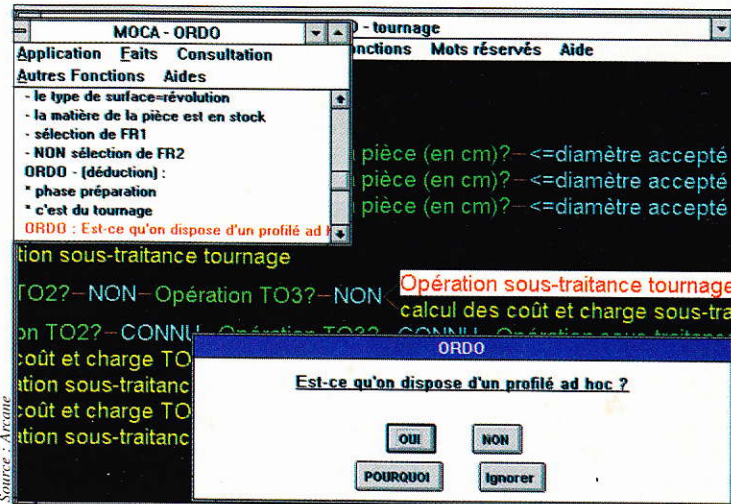 MOCA - ORDO
Application Faits Consultation
Autres Fonctions Aides
- le type de surface=révolution
- la matière de la pièce est en stock
- sélection de FR1
- NON sélection de FR2
ORDO - (déduction) :
* phase préparation
* c'est du tournage
ORDO : Est-ce qu'on dispose d'un profilé ad
- tournage
Mots réservés Aide
pièce (en cm)?-<=diamètre accepté
pièce (en cm)?-<=diamètre accepté
pièce (en cm)?-<=diamètre accepté
tion sous-traitance tournage
TO2?-NON-Opération TO3?-NON
Opération sous-traitance tournage
calcul des coût et charge sous-tra
on TO2?-CONNU
coût et charge TO
ation sous-traitanc
coût et charge TO
ation sous-traitanc
ORDO
Est-ce qu'on dispose d'un profilé ad hoc ?
OUI NON
POURQUOI Ignorer
Source : Arcane